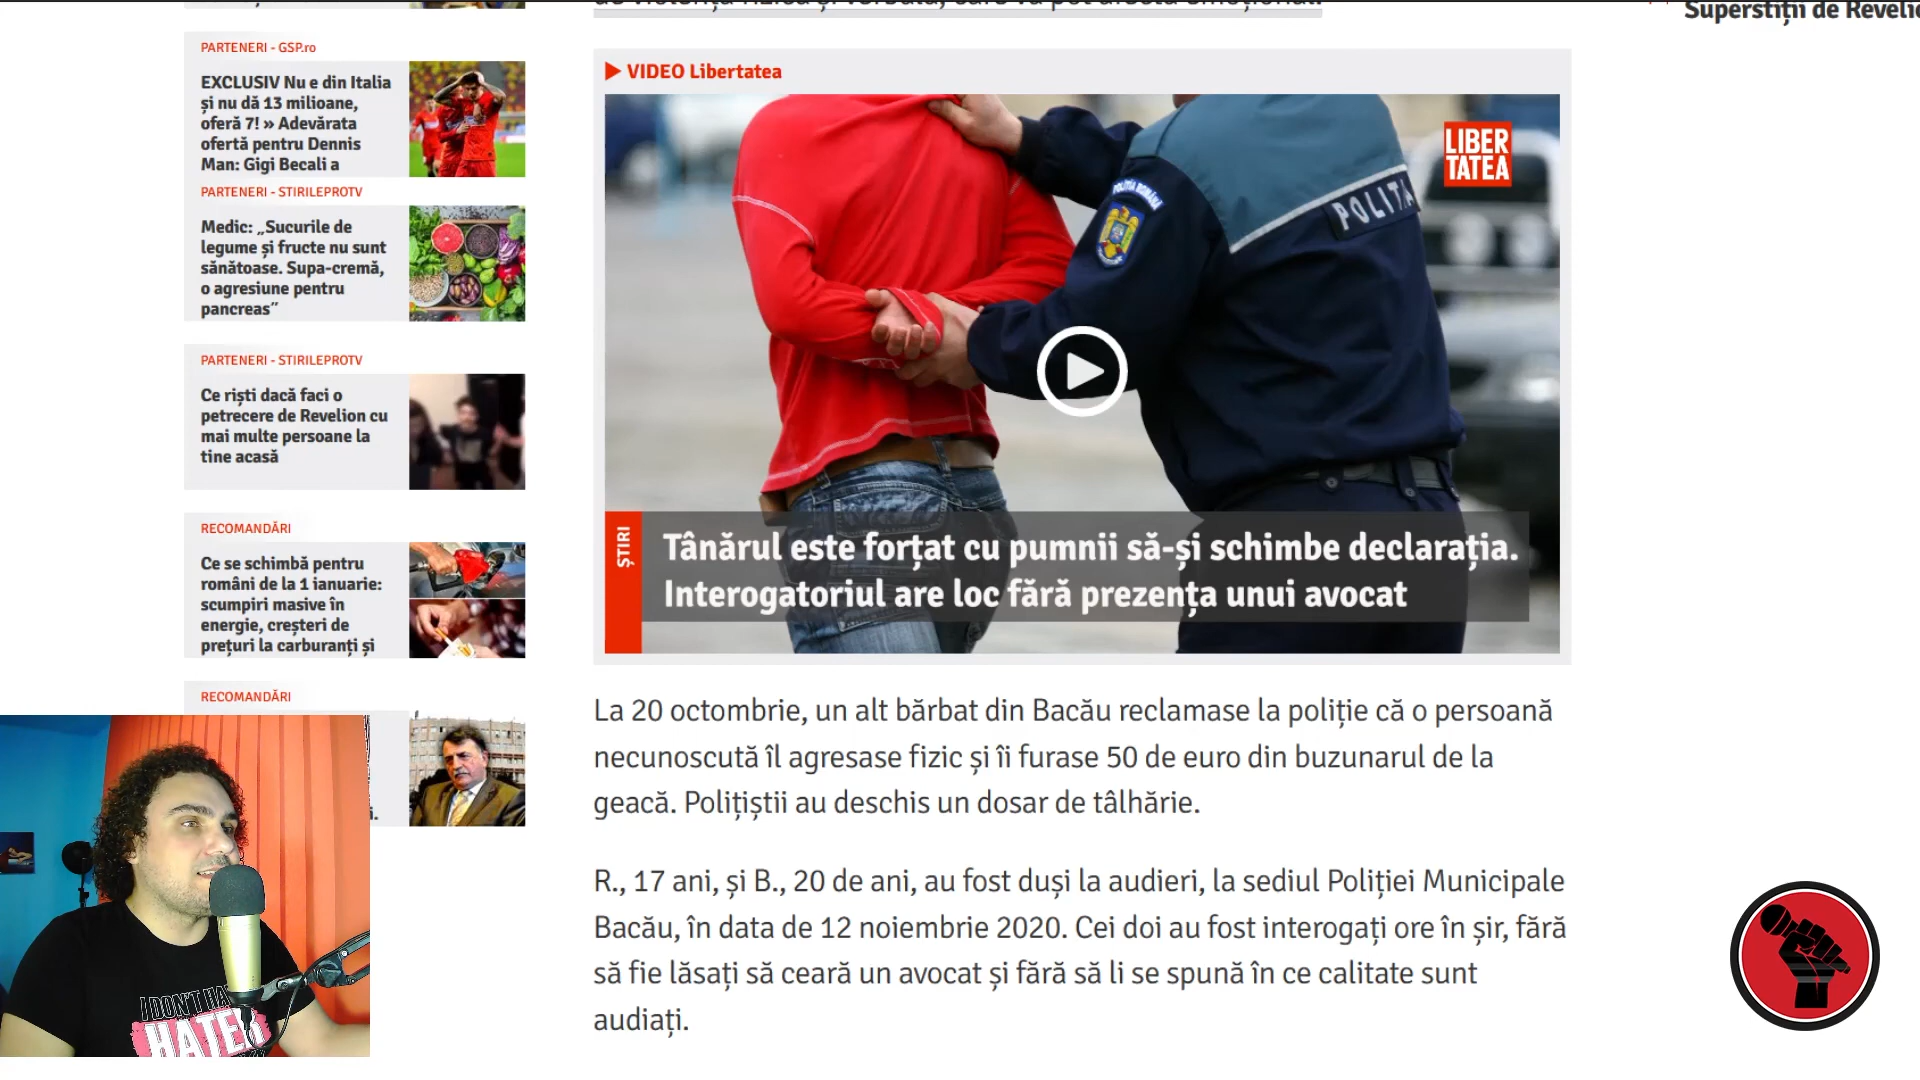 Superstiții de Revelio
PARTENERI - GSP.ro
EXCLUSIV Nu e din Italia
și nu dă 13 milioane,
oferă 7! » Adevărata
ofertă pentru Dennis
Man: Gigi Becali a
PARTENERI - STIRILEPROTV
Medic: „Sucurile de
legume și fructe nu sunt
sănătoase. Supa-cremă,
o agresiune pentru
pancreas”
PARTENERI - STIRILEPROTV
Ce riști dacă faci o
petrecere de Revelion cu
mai multe persoane la
tine acasă
RECOMANDĂRI
Ce se schimbă pentru
români de la 1 ianuarie:
scumpiri masive în
energie, creșteri de
prețuri la carburanți și
RECOMANDĂRI
VIDEO Libertatea
LIBER
TATEA
POLIȚIA ROMÂNĂ
POLIȚIA
ȘTIRI
Tânărul este forțat cu pumnii să-și schimbe declarația.
Interogatoriul are loc fără prezența unui avocat
La 20 octombrie, un alt bărbat din Bacău reclamase la poliție că o persoană
necunoscută îl agresase fizic și îi furase 50 de euro din buzunarul de la
geacă. Polițiștii au deschis un dosar de tâlhărie.
R., 17 ani, și B., 20 de ani, au fost duși la audieri, la sediul Poliției Municipale
Bacău, în data de 12 noiembrie 2020. Cei doi au fost interogați ore în șir, fără
să fie lăsați să ceară un avocat și fără să li se spună în ce calitate sunt
audiați.
I DON'T HA
HATER